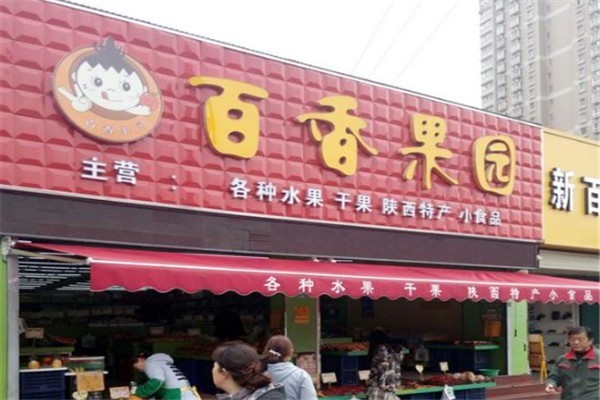 百香果园
主营：各种水果 干果 陕西特产 小食品
各种水果 干果 陕西特产小食品
新百